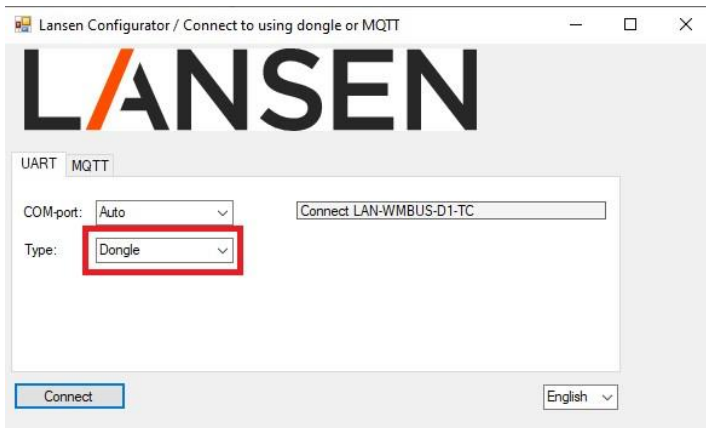 Lansen Configurator / Connect to using dongle or MQTT
LANSEN
UART MQTT
COM-port: Auto
Connect LAN-WMBUS-D1-TC
Type: Dongle
Connect
English